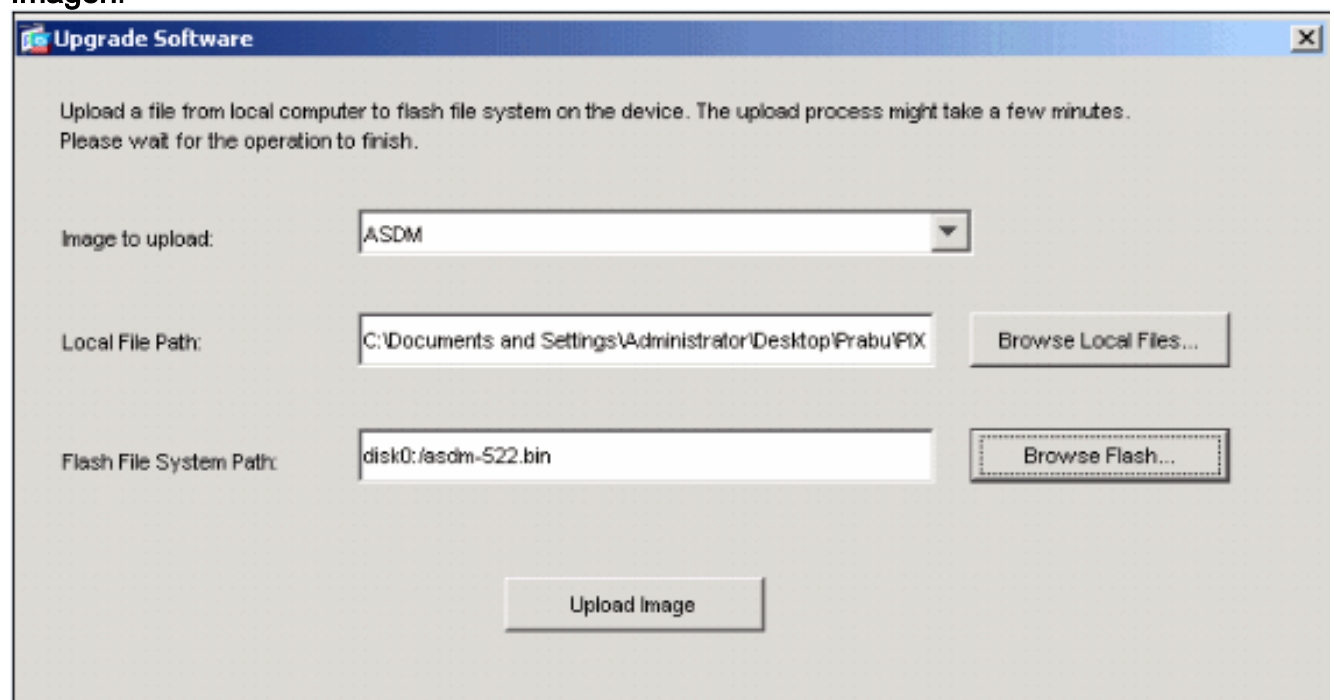 imagen.
Upgrade Software
Upload a file from local computer to flash file system on the device. The upload process might take a few minutes.
Please wait for the operation to finish.
Image to upload:
ASDM
Local File Path:
C:\Documents and Settings\Administrator\Desktop\Prabu\PIX
Browse Local Files...
Flash File System Path:
disk0:/asdm-522.bin
Browse Flash...
Upload Image